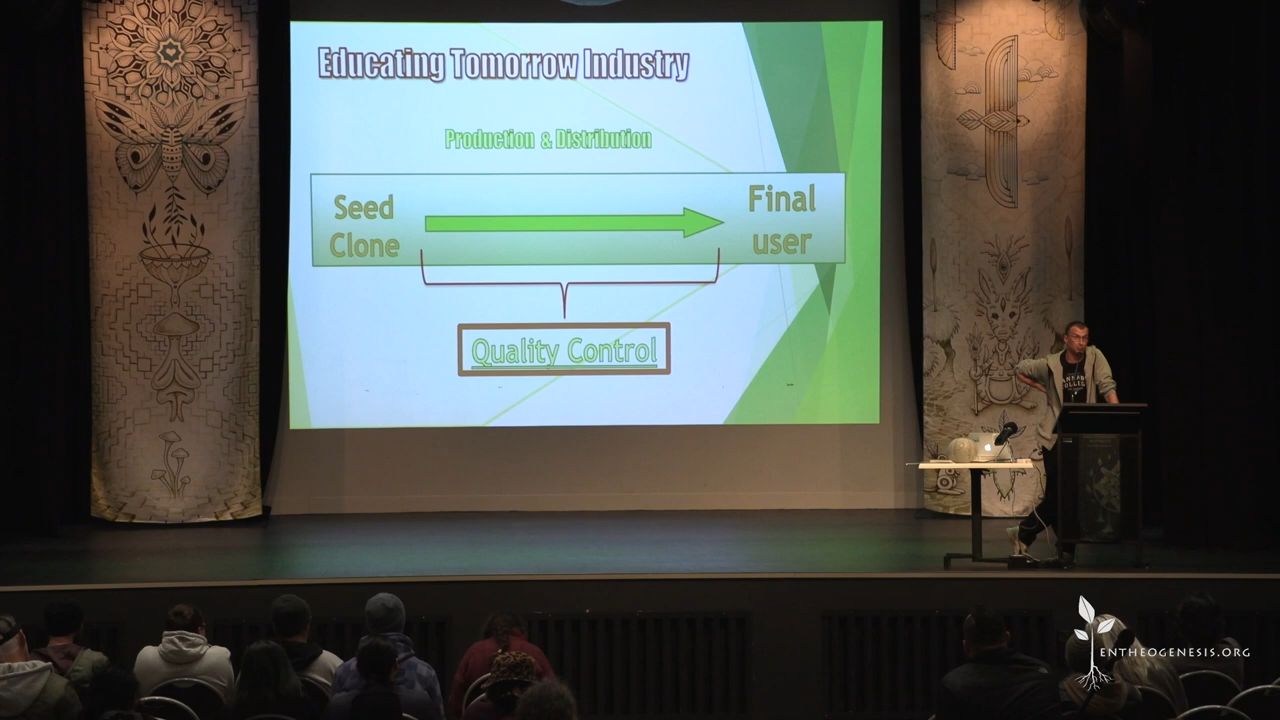 Educating Tomorrow Industry
Production & Distribution
Seed
Clone
Final
user
Quality Control
ENTHEOGENESIS.ORG